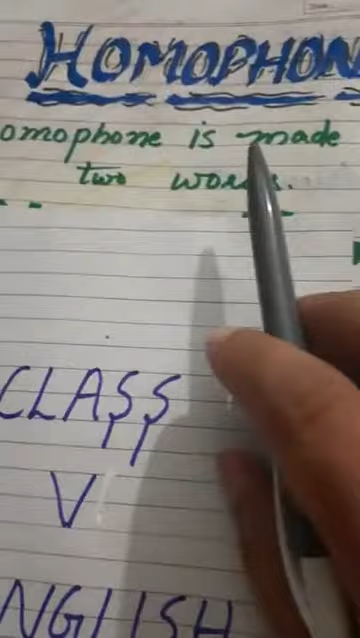 HOMOPHON
omophone is made
two words.
CLASS
V
NGLISH